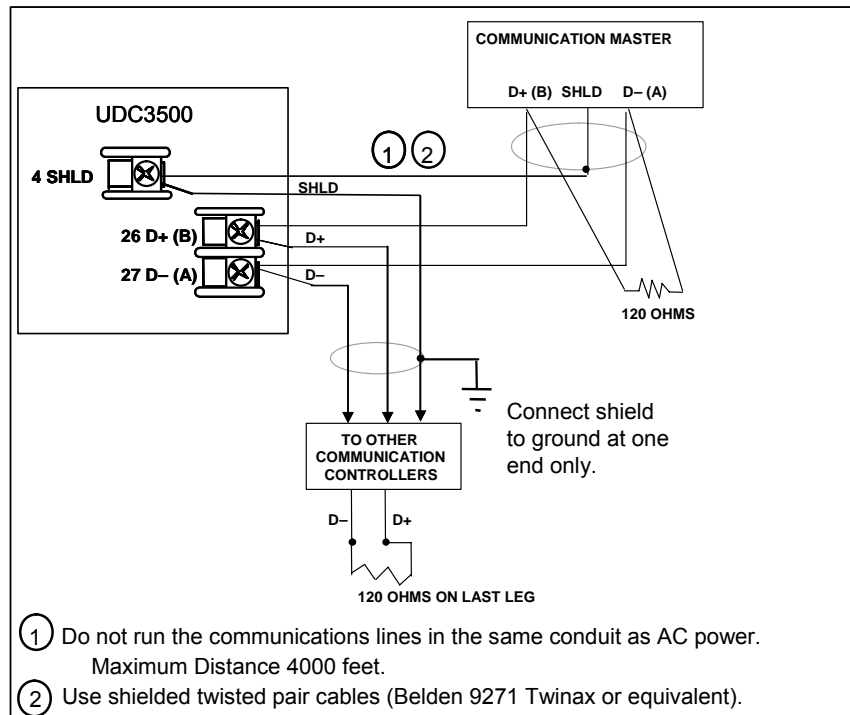 COMMUNICATION MASTER
D+ (B) SHLD D– (A)
UDC3500
1 2
4 SHLD
SHLD
26 D+ (B)
D+
27 D– (A)
D–
120 OHMS
Connect shield
to ground at one
end only.
TO OTHER
COMMUNICATION
CONTROLLERS
D– D+
120 OHMS ON LAST LEG
1 Do not run the communications lines in the same conduit as AC power.
Maximum Distance 4000 feet.
2 Use shielded twisted pair cables (Belden 9271 Twinax or equivalent).